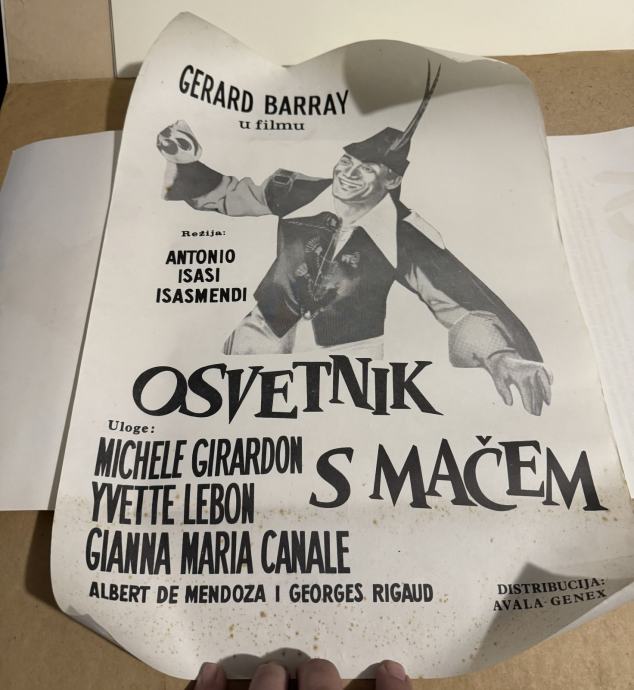 GERARD BARRAY
u filmu
Režija:
ANTONIO
ISASI
ISASMENDI
OSVETNIK
S MAČEM
Uloge:
MICHELE GIRARDON
YVETTE LEBON
GIANNA MARIA CANALE
ALBERT DE MENDOZA I GEORGES RIGAUD
DISTRIBUCIJA:
AVALA-GENEX